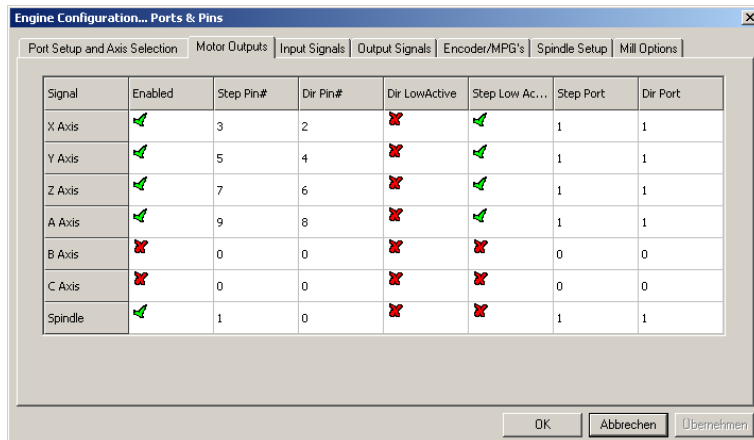 Engine Configuration... Ports & Pins
Port Setup and Axis Selection Motor Outputs Input Signals Output Signals Encoder/MPG's Spindle Setup Mill Options
Signal Enabled Step Pin# Dir Pin# Dir LowActive Step Low Ac... Step Port Dir Port
X Axis 3 2 1 1
Y Axis 5 4 1 1
Z Axis 7 6 1 1
A Axis 9 8 1 1
B Axis 0 0 0 0
C Axis 0 0 0 0
Spindle 1 0 1 1
OK Abbrechen Übernehmen